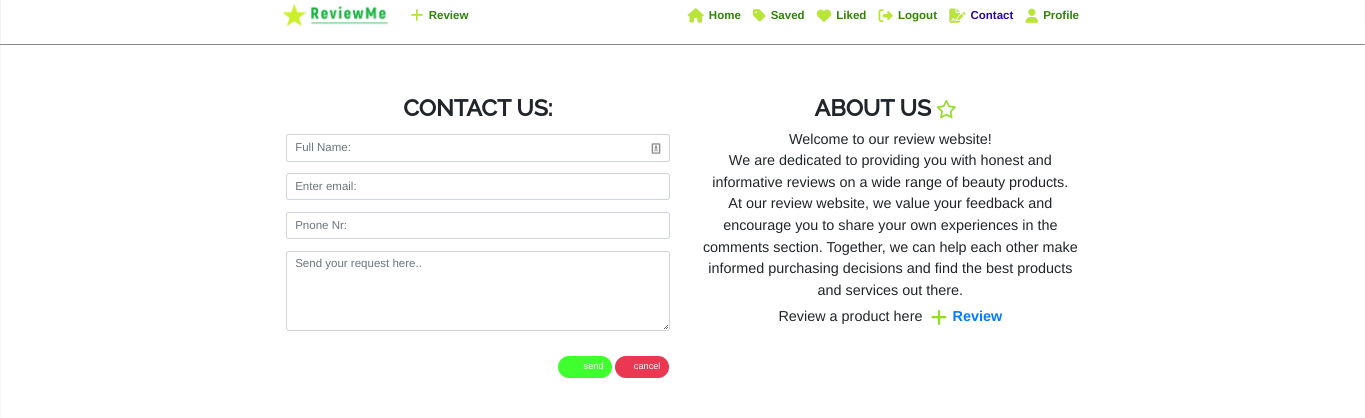 ReviewMe Review Home Saved Liked Logout Contact Profile
CONTACT US:
Full Name:
Enter email:
Pnone Nr:
Send your request here..
send cancel
ABOUT US
Welcome to our review website!
We are dedicated to providing you with honest and
informative reviews on a wide range of beauty products.
At our review website, we value your feedback and
encourage you to share your own experiences in the
comments section. Together, we can help each other make
informed purchasing decisions and find the best products
and services out there.
Review a product here Review